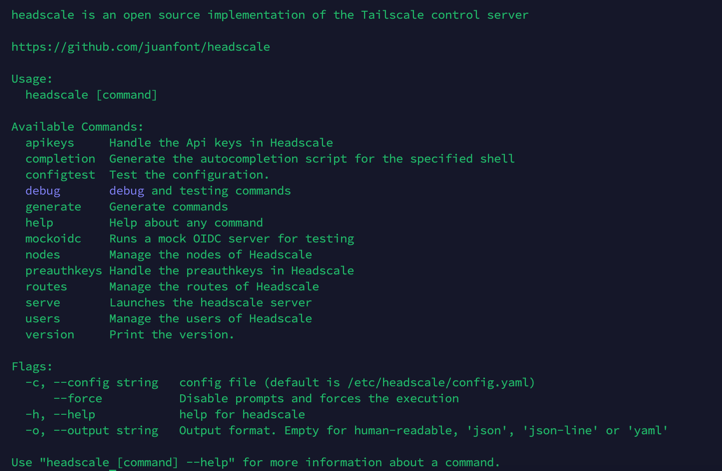 headscale is an open source implementation of the Tailscale control server

https://github.com/juanfont/headscale

Usage:
  headscale [command]

Available Commands:
  apikeys     Handle the Api keys in Headscale
  completion  Generate the autocompletion script for the specified shell
  configtest  Test the configuration.
  debug       debug and testing commands
  generate    Generate commands
  help        Help about any command
  mockoidc    Runs a mock OIDC server for testing
  nodes       Manage the nodes of Headscale
  preauthkeys Handle the preauthkeys in Headscale
  routes      Manage the routes of Headscale
  serve       Launches the headscale server
  users       Manage the users of Headscale
  version     Print the version.

Flags:
  -c, --config string   config file (default is /etc/headscale/config.yaml)
      --force           Disable prompts and forces the execution
  -h, --help            help for headscale
  -o, --output string   Output format. Empty for human-readable, 'json', 'json-line' or 'yaml'

Use "headscale [command] --help" for more information about a command.